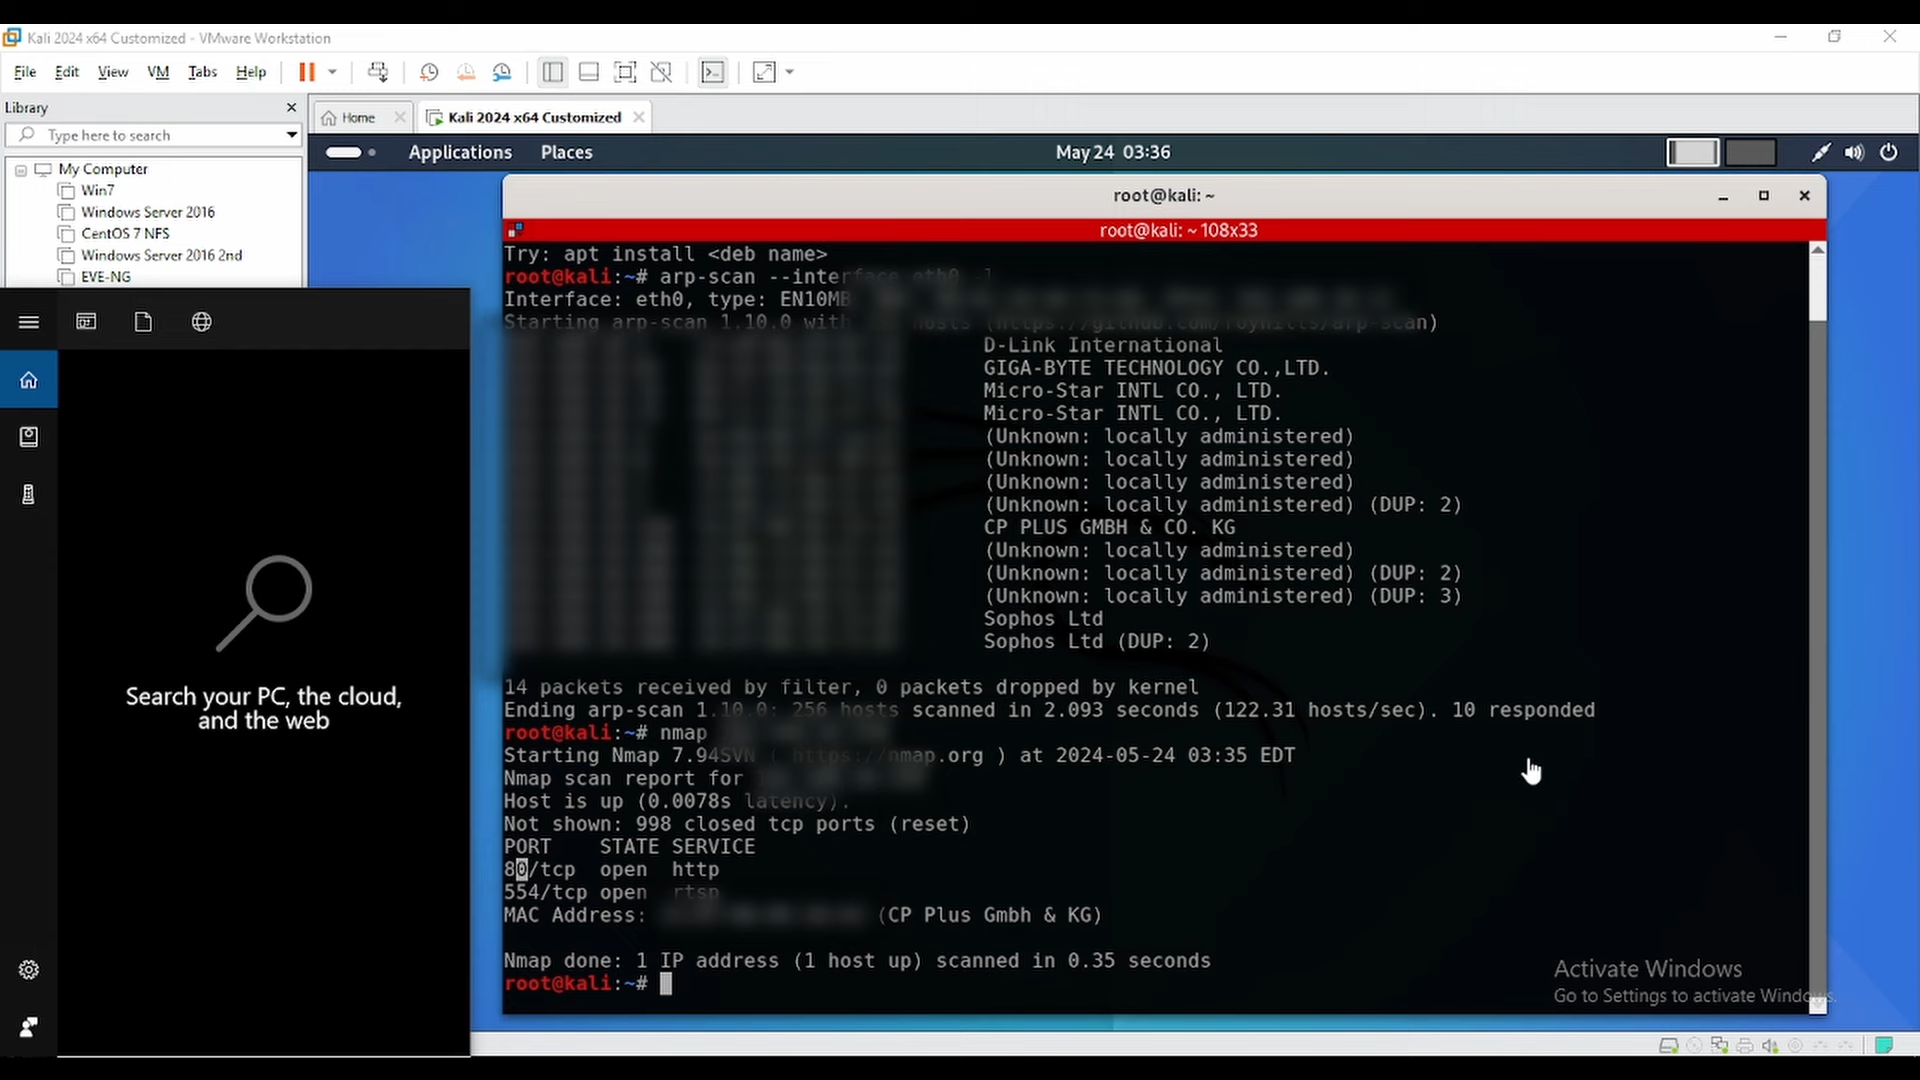 Kali 2024 x64 Customized - VMware Workstation
File Edit View VM Tabs Help
Library
Type here to search
My Computer
Win7
Windows Server 2016
CentOS 7 NFS
Windows Server 2016 2nd
EVE-NG
Home
Kali 2024 x64 Customized
Applications Places
May 24 03:36
root@kali: ~
root@kali: ~ 108x33
Try: apt install <deb name>
root@kali:~# arp-scan --interface eth0 -l
Interface: eth0, type: EN10MB
Starting arp-scan 1.10.0 with hosts (https://github.com/royhills/arp-scan)
D-Link International
GIGA-BYTE TECHNOLOGY CO.,LTD.
Micro-Star INTL CO., LTD.
Micro-Star INTL CO., LTD.
(Unknown: locally administered)
(Unknown: locally administered)
(Unknown: locally administered)
(Unknown: locally administered) (DUP: 2)
CP PLUS GMBH & CO. KG
(Unknown: locally administered)
(Unknown: locally administered) (DUP: 2)
(Unknown: locally administered) (DUP: 3)
Sophos Ltd
Sophos Ltd (DUP: 2)
14 packets received by filter, 0 packets dropped by kernel
Ending arp-scan 1.10.0: 256 hosts scanned in 2.093 seconds (122.31 hosts/sec). 10 responded
root@kali:~# nmap
Starting Nmap 7.94SVN ( https://nmap.org ) at 2024-05-24 03:35 EDT
Nmap scan report for
Host is up (0.0078s latency).
Not shown: 998 closed tcp ports (reset)
PORT STATE SERVICE
80/tcp open http
554/tcp open rtsp
MAC Address: (CP Plus Gmbh & KG)
Nmap done: 1 IP address (1 host up) scanned in 0.35 seconds
root@kali:~#
Search your PC, the cloud,
and the web
Activate Windows
Go to Settings to activate Windows.